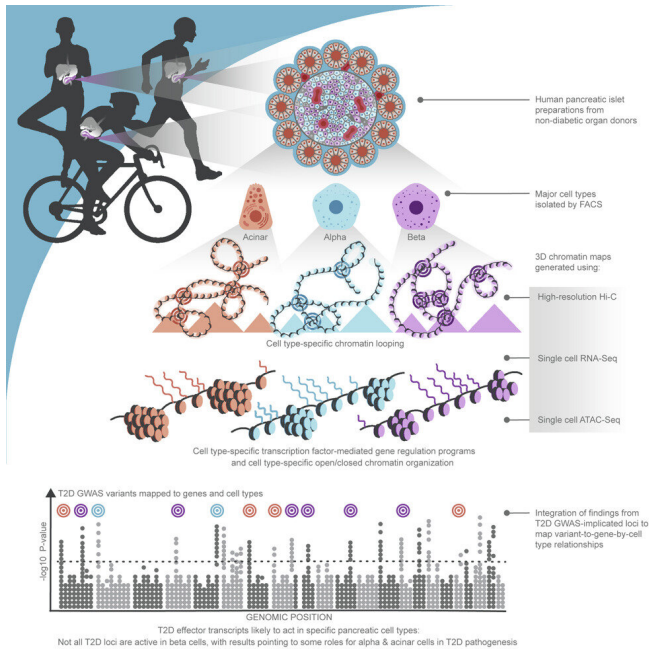 Human pancreatic islet
preparations from
non-diabetic organ donors
Major cell types
isolated by FACS
Acinar
Alpha
Beta
3D chromatin maps
generated using:
High-resolution Hi-C
Cell type-specific chromatin looping
Single cell RNA-Seq
Single cell ATAC-Seq
Cell type-specific transcription factor-mediated gene regulation programs
and cell type-specific open/closed chromatin organization
T2D GWAS variants mapped to genes and cell types
-log10 P-value
Integration of findings from
T2D GWAS-implicated loci to
map variant-to-gene-by-cell
type relationships
GENOMIC POSITION
T2D effector transcripts likely to act in specific pancreatic cell types:
Not all T2D loci are active in beta cells, with results pointing to some roles for alpha & acinar cells in T2D pathogenesis